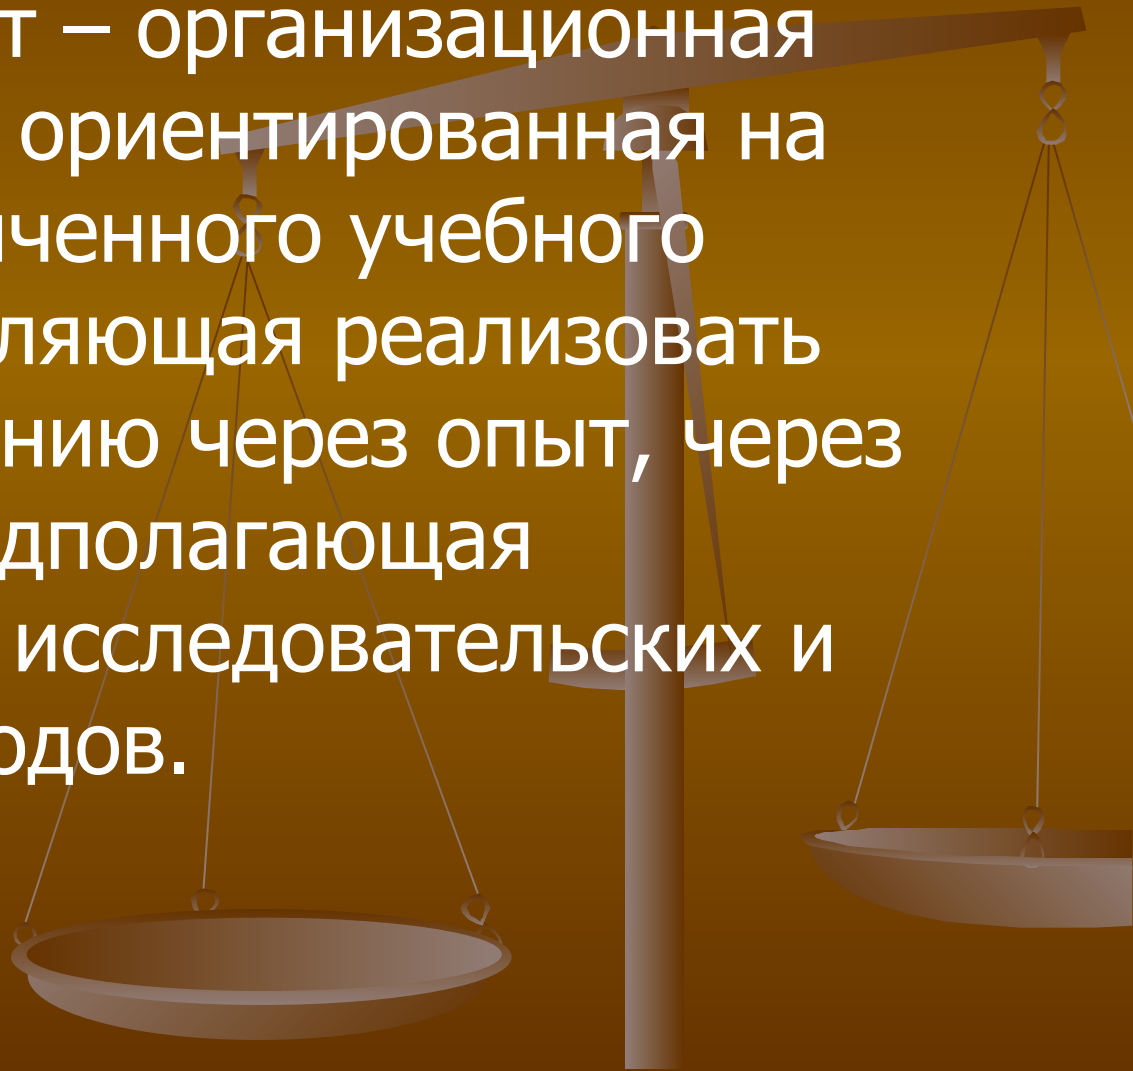 т – организационная
ориентированная на
ченного учебного
ляющая реализовать
нию через опыт, через
дполагающая
исследовательских и
одов.